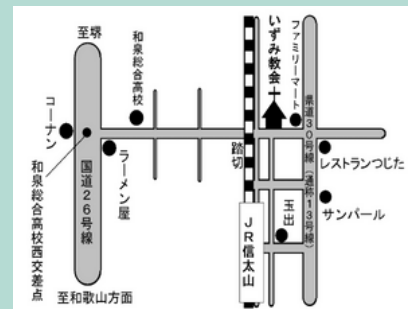 至堺
和泉総合高校
いずみ教会
ファミリーマート
コーナン
ラーメン屋
国道26号線
和泉総合高校西交差点
至和歌山方面
踏切
JR信太山
玉出
県道30号線(通称13号線)
レストランつじた
サンパール